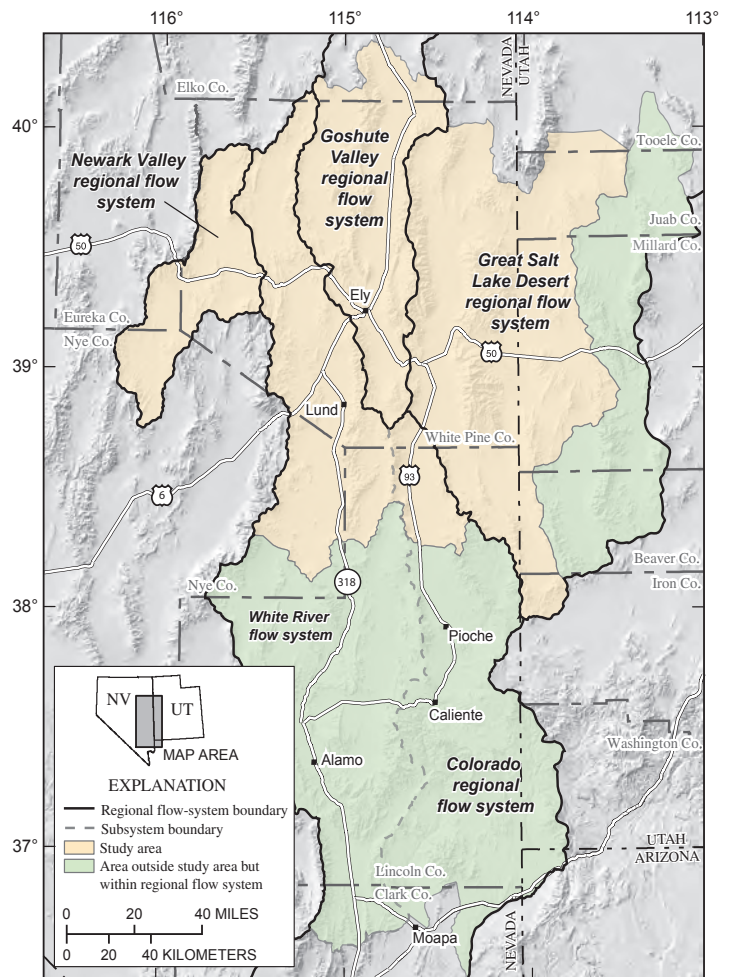 116°
115°
114°
113°
NEVADA
UTAH
Elko Co.
40°
Goshute
Valley
regional
flow
system
Tooele Co.
Newark Valley
regional flow
system
Juab Co.
50
Millard Co.
Great Salt
Lake Desert
regional flow
system
Ely
Eureka Co.
Nye Co.
50
39°
Lund
White Pine Co.
93
6
Beaver Co.
Iron Co.
318
Nye Co.
38°
White River
flow system
Pioche
Caliente
Washington Co.
Alamo
Colorado
regional
flow system
37°
UTAH
ARIZONA
Lincoln Co.
Clark Co.
Moapa
NEVADA
NV
UT
MAP AREA
EXPLANATION
Regional flow-system boundary
Subsystem boundary
Study area
Area outside study area but
within regional flow system
0 20 40 MILES
0 20 40 KILOMETERS